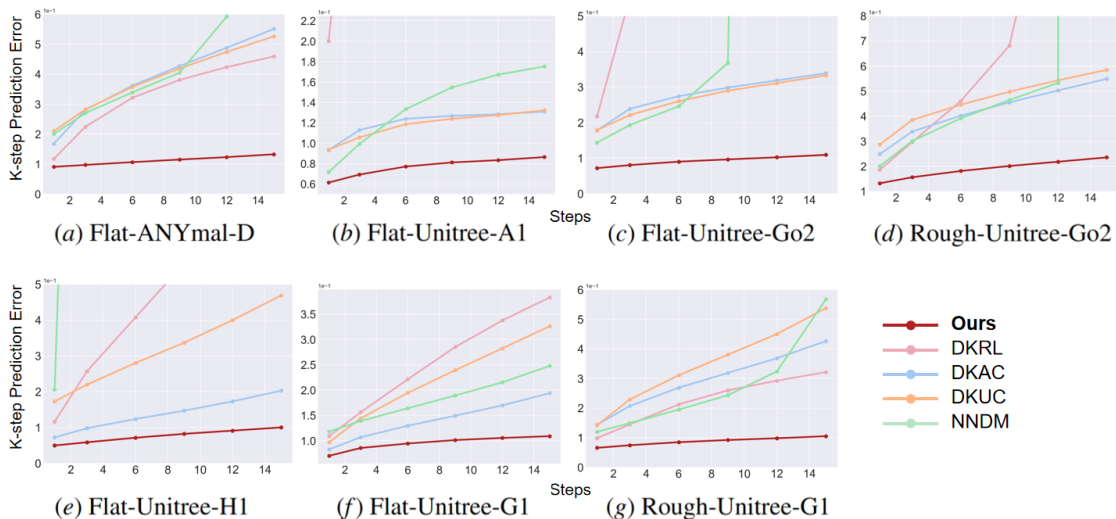 K-step Prediction Error
1e−1
6
5
4
3
2
1
0
2 4 6 8 10 12 14
(a) Flat-ANYmal-D
1e−1
2.2
2.0
1.8
1.6
1.4
1.2
1.0
0.8
0.6
2 4 6 8 10 12 14
(b) Flat-Unitree-A1
1e−1
5
4
3
2
1
0
2 4 6 8 10 12 14
(c) Flat-Unitree-Go2
1e−1
8
7
6
5
4
3
2
1
2 4 6 8 10 12 14
(d) Rough-Unitree-Go2
Steps
K-step Prediction Error
1e−1
5
4
3
2
1
0
2 4 6 8 10 12 14
(e) Flat-Unitree-H1
1e−1
3.5
3.0
2.5
2.0
1.5
1.0
2 4 6 8 10 12 14
(f) Flat-Unitree-G1
1e−1
6
5
4
3
2
1
0
2 4 6 8 10 12 14
(g) Rough-Unitree-G1
Steps
Ours
DKRL
DKAC
DKUC
NNDM